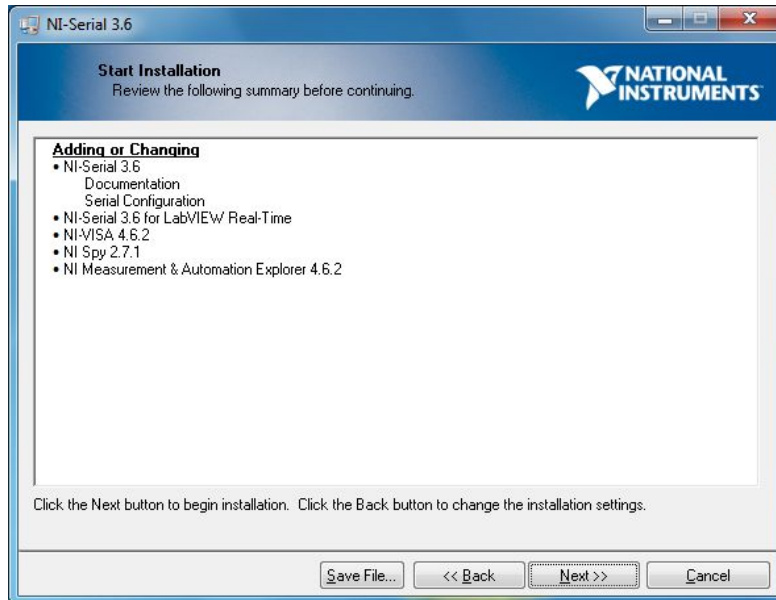 NI-Serial 3.6
Start Installation
Review the following summary before continuing.
NATIONAL
INSTRUMENTS
Adding or Changing
• NI-Serial 3.6
Documentation
Serial Configuration
• NI-Serial 3.6 for LabVIEW Real-Time
• NI-VISA 4.6.2
• NI Spy 2.7.1
• NI Measurement & Automation Explorer 4.6.2
Click the Next button to begin installation. Click the Back button to change the installation settings.
Save File... << Back Next >> Cancel